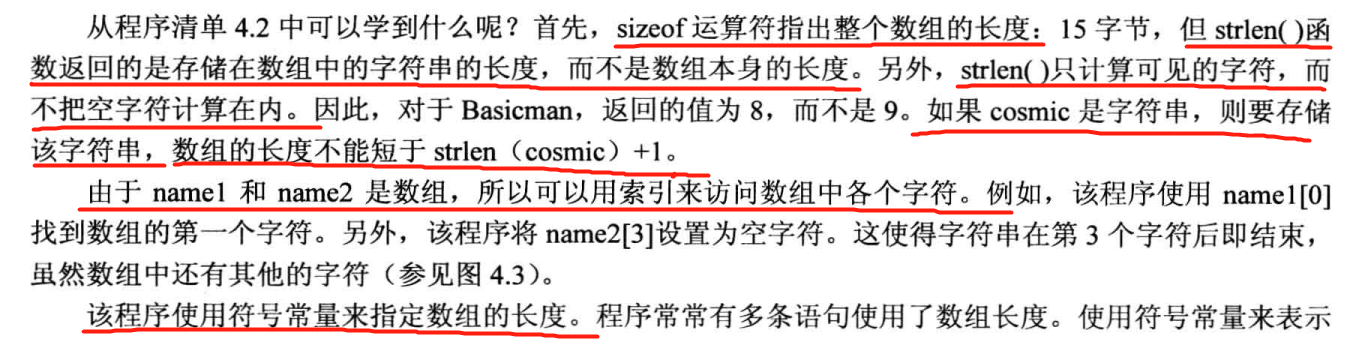 从程序清单 4.2 中可以学到什么呢？首先，sizeof 运算符指出整个数组的长度：15 字节，但 strlen( )函
数返回的是存储在数组中的字符串的长度，而不是数组本身的长度。另外，strlen( )只计算可见的字符，而
不把空字符计算在内。因此，对于 Basicman，返回的值为 8，而不是 9。如果 cosmic 是字符串，则要存储
该字符串，数组的长度不能短于 strlen（cosmic）+1。
由于 name1 和 name2 是数组，所以可以用索引来访问数组中各个字符。例如，该程序使用 name1[0]
找到数组的第一个字符。另外，该程序将 name2[3]设置为空字符。这使得字符串在第 3 个字符后即结束，
虽然数组中还有其他的字符（参见图 4.3）。
该程序使用符号常量来指定数组的长度。程序常常有多条语句使用了数组长度。使用符号常量来表示